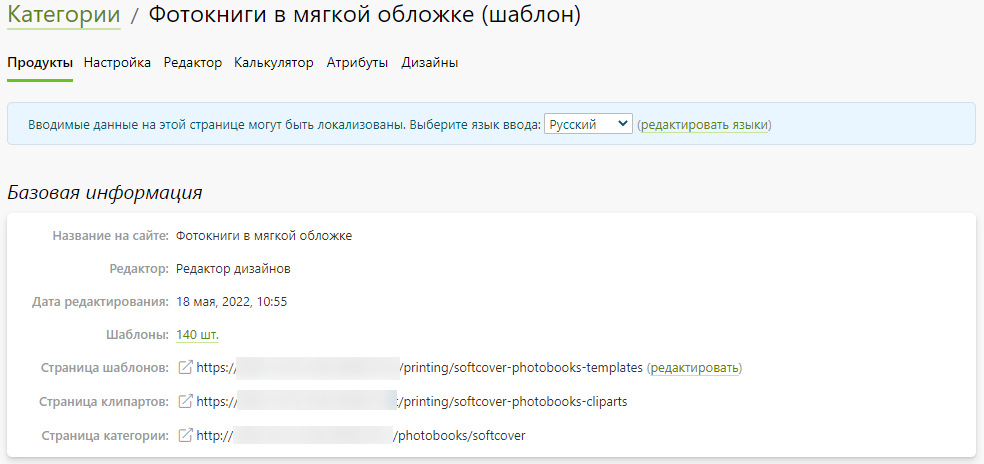 Категории / Фотокниги в мягкой обложке (шаблон)
Продукты Настройка Редактор Калькулятор Атрибуты Дизайны
Вводимые данные на этой странице могут быть локализованы. Выберите язык ввода: Русский (редактировать языки)
Базовая информация
Название на сайте: Фотокниги в мягкой обложке
Редактор: Редактор дизайнов
Дата редактирования: 18 мая, 2022, 10:55
Шаблоны: 140 шт.
Страница шаблонов: https:// /printing/softcover-photobooks-templates (редактировать)
Страница клипартов: https:// /printing/softcover-photobooks-cliparts
Страница категории: http:// /photobooks/softcover